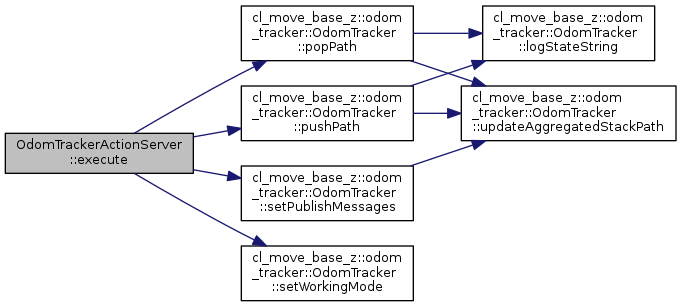 OdomTrackerActionServer
::execute
cl_move_base_z::odom
_tracker::OdomTracker
::popPath
cl_move_base_z::odom
_tracker::OdomTracker
::pushPath
cl_move_base_z::odom
_tracker::OdomTracker
::setPublishMessages
cl_move_base_z::odom
_tracker::OdomTracker
::setWorkingMode
cl_move_base_z::odom
_tracker::OdomTracker
::logStateString
cl_move_base_z::odom
_tracker::OdomTracker
::updateAggregatedStackPath